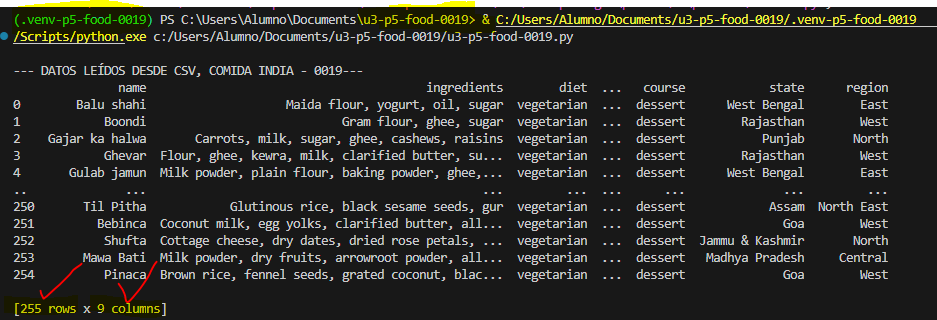 (.venv-p5-food-0019) PS C:\Users\Alumno\Documents\u3-p5-food-0019> & C:/Users/Alumno/Documents/u3-p5-food-0019/.venv-p5-food-0019
/Scripts/python.exe c:/Users/Alumno/Documents/u3-p5-food-0019/u3-p5-food-0019.py
--- DATOS LEÍDOS DESDE CSV, COMIDA INDIA - 0019---
name ingredients diet ... course state region
0 Balu shahi Maida flour, yogurt, oil, sugar vegetarian ... dessert West Bengal East
1 Boondi Gram flour, ghee, sugar vegetarian ... dessert Rajasthan West
2 Gajar ka halwa Carrots, milk, sugar, ghee, cashews, raisins vegetarian ... dessert Punjab North
3 Ghevar Flour, ghee, kewra, milk, clarified butter, su... vegetarian ... dessert Rajasthan West
4 Gulab jamun Milk powder, plain flour, baking powder, ghee,... vegetarian ... dessert West Bengal East
.. ... ... ... ... ... ... ...
250 Til Pitha Glutinous rice, black sesame seeds, gur vegetarian ... dessert Assam North East
251 Bebinca Coconut milk, egg yolks, clarified butter, all... vegetarian ... dessert Goa West
252 Shufta Cottage cheese, dry dates, dried rose petals, ... vegetarian ... dessert Jammu & Kashmir North
253 Mawa Bati Milk powder, dry fruits, arrowroot powder, all... vegetarian ... dessert Madhya Pradesh Central
254 Pinaca Brown rice, fennel seeds, grated coconut, blac... vegetarian ... dessert Goa West
[255 rows x 9 columns]